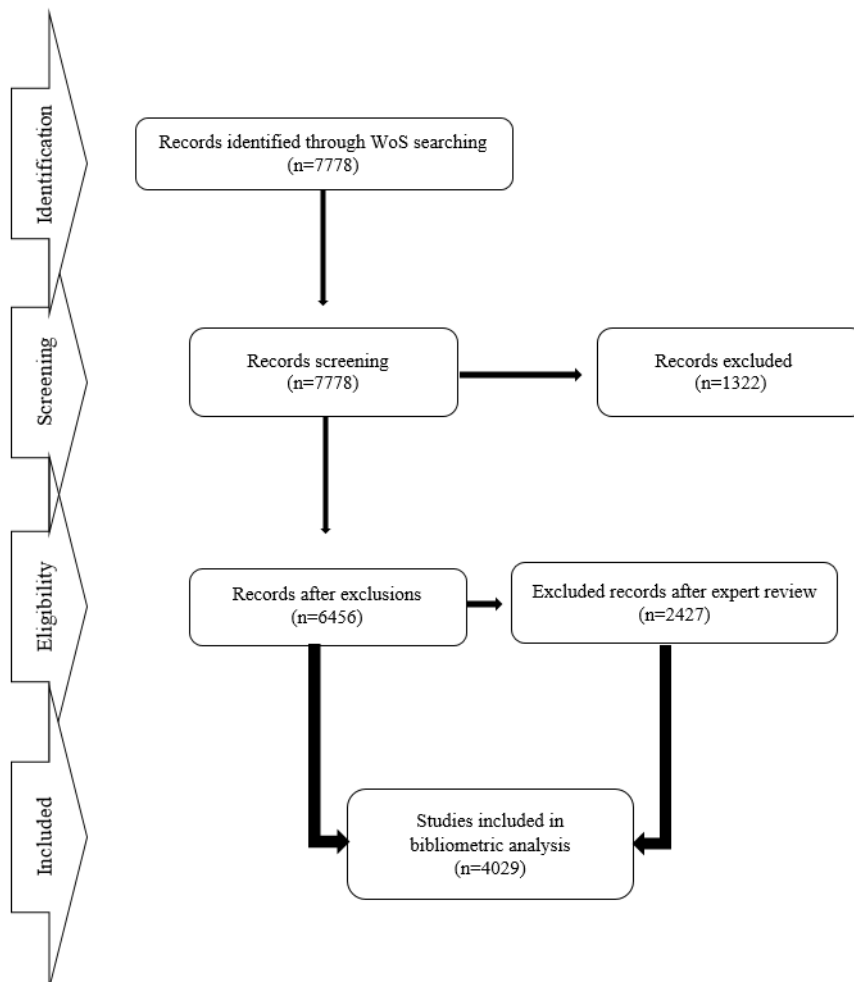 Identification
Records identified through WoS searching
(n=7778)
Screening
Records screening
(n=7778)
Records excluded
(n=1322)
Eligibility
Records after exclusions
(n=6456)
Excluded records after expert review
(n=2427)
Included
Studies included in
bibliometric analysis
(n=4029)